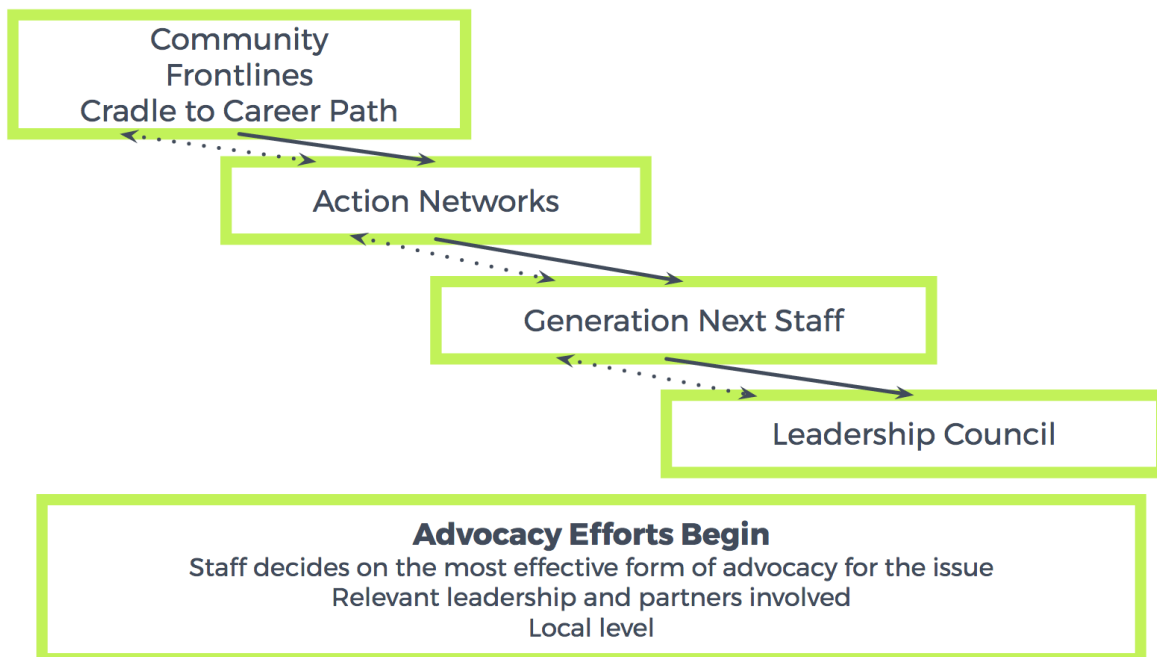 Community
Frontlines
Cradle to Career Path
Action Networks
Generation Next Staff
Leadership Council
Advocacy Efforts Begin
Staff decides on the most effective form of advocacy for the issue
Relevant leadership and partners involved
Local level